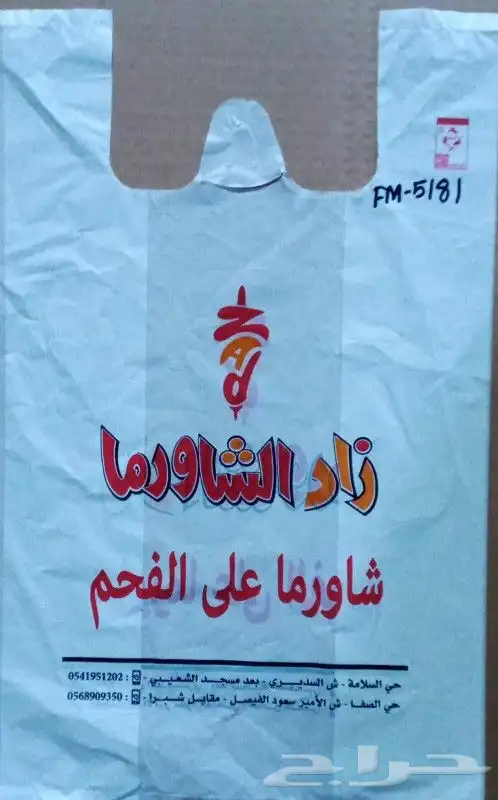 FM-5181
ZAD
زاد الشاورما
شاورما على الفحم
حي السلامة - ش السديري - بعد مسجد الشعيبي - : 0541951202
حي الصفا - ش الأمير سعود الفيصل - مقابل شبرا - : 0568909350
حراج